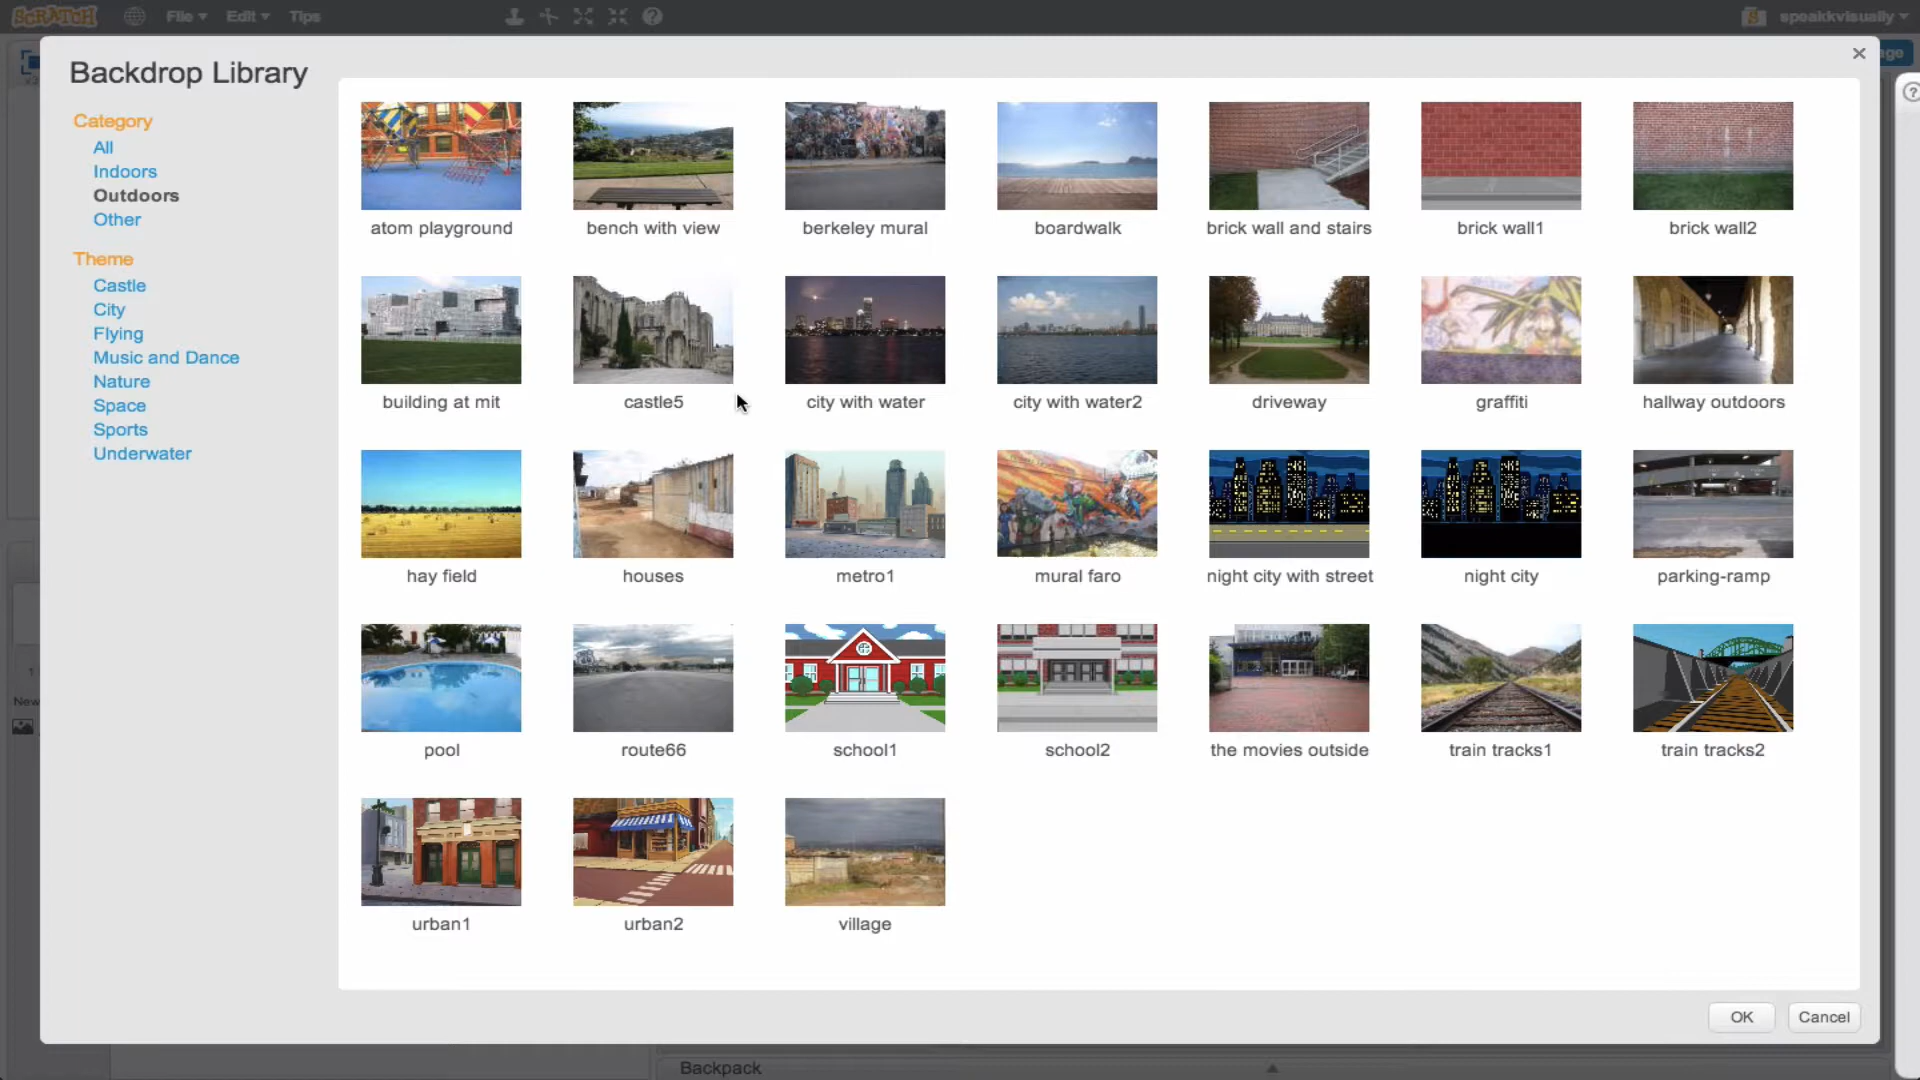 SCRATCH File Edit Tips speakkvisually
Backdrop Library
Category
All
Indoors
Outdoors
Other
Theme
Castle
City
Flying
Music and Dance
Nature
Space
Sports
Underwater
atom playground bench with view berkeley mural boardwalk brick wall and stairs brick wall1 brick wall2
building at mit castle5 city with water city with water2 driveway graffiti hallway outdoors
hay field houses metro1 mural faro night city with street night city parking-ramp
pool route66 school1 school2 the movies outside train tracks1 train tracks2
urban1 urban2 village
New
OK Cancel
Backpack